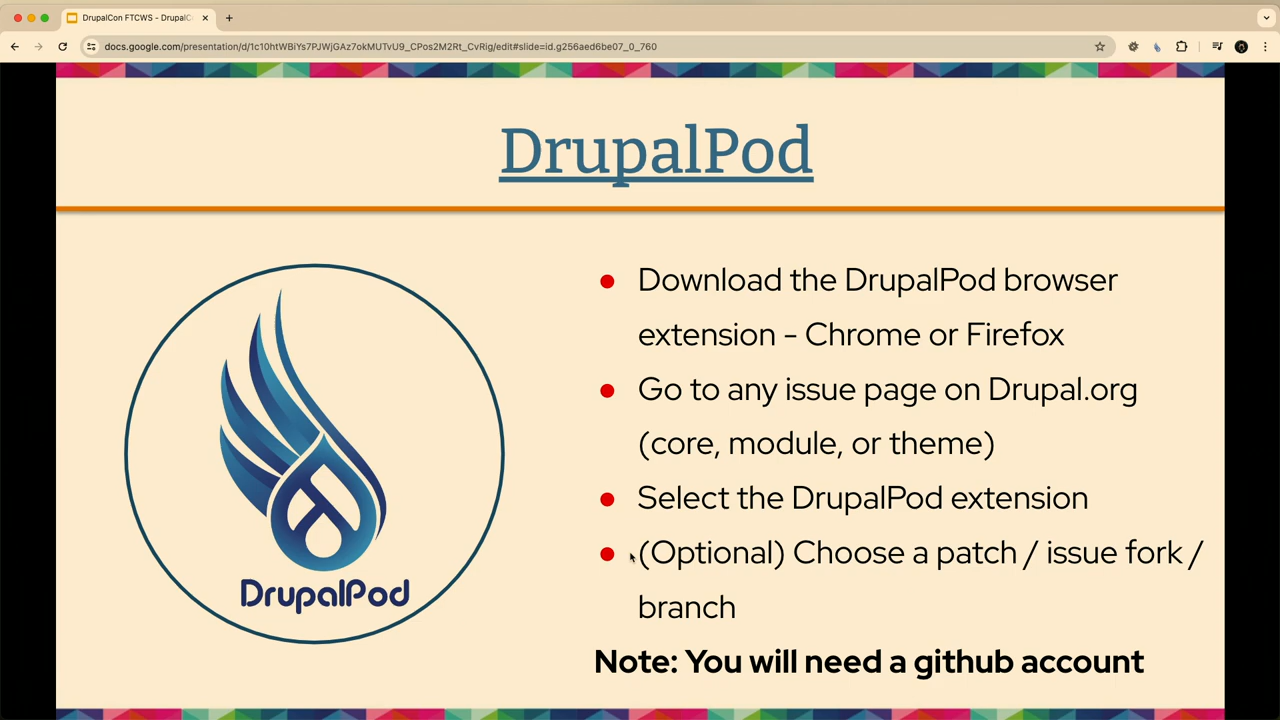 DrupalCon FTCWS - DrupalC
docs.google.com/presentation/d/1c10htWBiYs7PJWjGAz7okMUTvU9_CPos2M2Rt_CvRig/edit#slide=id.g256aed6be07_0_760
DrupalPod
Download the DrupalPod browser
extension - Chrome or Firefox
Go to any issue page on Drupal.org
(core, module, or theme)
Select the DrupalPod extension
(Optional) Choose a patch / issue fork /
branch
Note: You will need a github account
DrupalPod